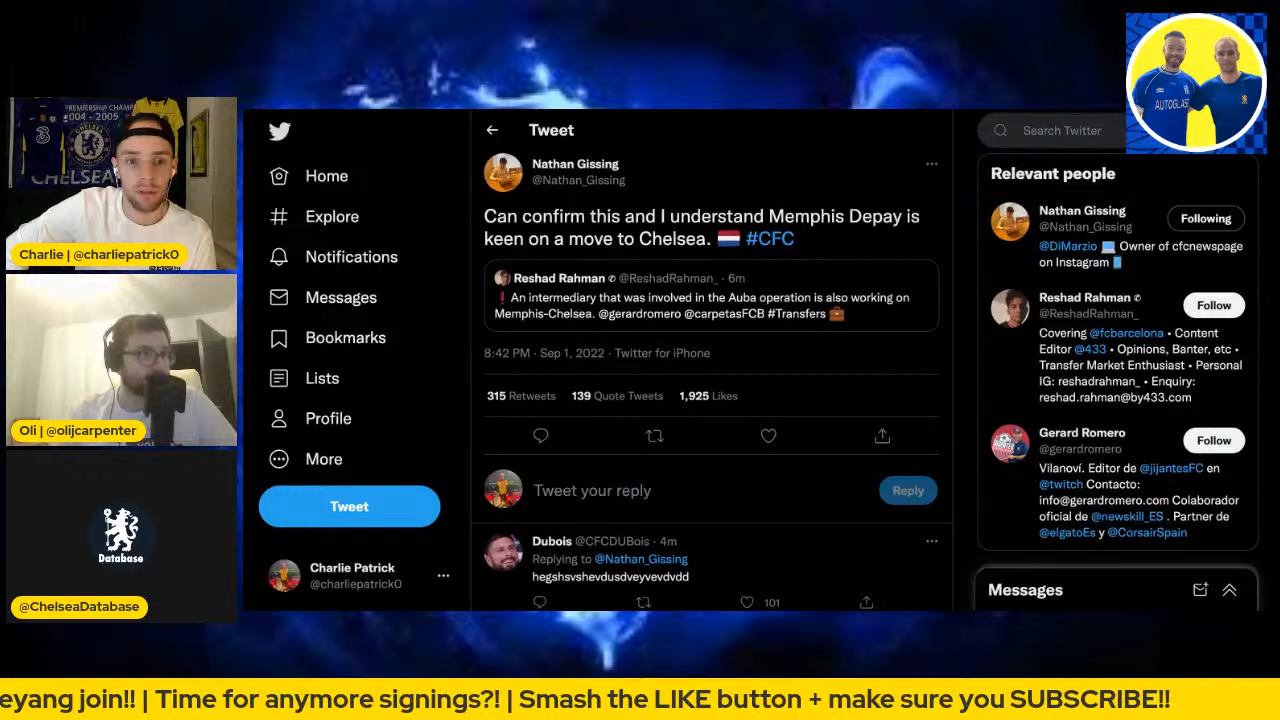 PREMIERSHIP CHAMP
2004 - 2005
CHELSEA
Charlie | @charliepatrick0
Oli | @olijcarpenter
Database
@ChelseaDatabase
Home
Explore
Notifications
Messages
Bookmarks
Lists
Profile
More
Tweet
Charlie Patrick
@charliepatrick0
Tweet
Nathan Gissing
@Nathan_Gissing
Can confirm this and I understand Memphis Depay is
keen on a move to Chelsea. 🇳🇱 #CFC
Reshad Rahman @ReshadRahman_ · 6m
❗ An intermediary that was involved in the Auba operation is also working on
Memphis-Chelsea. @gerardromero @carpetasFCB #Transfers 💼
8:42 PM · Sep 1, 2022 · Twitter for iPhone
315 Retweets 139 Quote Tweets 1,925 Likes
Tweet your reply
Reply
Dubois @CFCDUBois · 4m
Replying to @Nathan_Gissing
hegshsvshevdusdveyvevdvdd
101
Search Twitter
Relevant people
Nathan Gissing
@Nathan_Gissing
Following
@DiMarzio 💻 Owner of cfcnewspage
on Instagram 📱
Reshad Rahman
@ReshadRahman_
Follow
Covering @fcbarcelona • Content
Editor @433 • Opinions, Banter, etc •
Transfer Market Enthusiast • Personal
IG: reshadrahman_ • Enquiry:
reshad.rahman@by433.com
Gerard Romero
@gerardromero
Follow
Vilanoví. Editor de @jijantesFC en
@twitch Contacto:
info@gerardromero.com Colaborador
oficial de @newskill_ES . Partner de
@elgatoEs y @CorsairSpain
Messages
AUTOGLASS
eyang join!! | Time for anymore signings?! | Smash the LIKE button + make sure you SUBSCRIBE!!